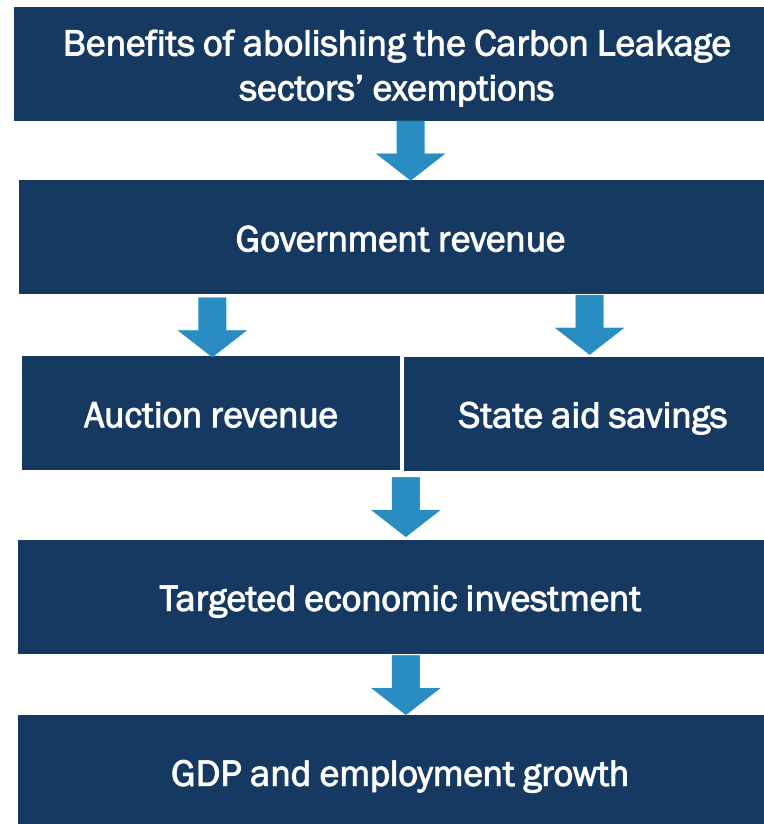 Benefits of abolishing the Carbon Leakage
sectors’ exemptions
Government revenue
Auction revenue
State aid savings
Targeted economic investment
GDP and employment growth